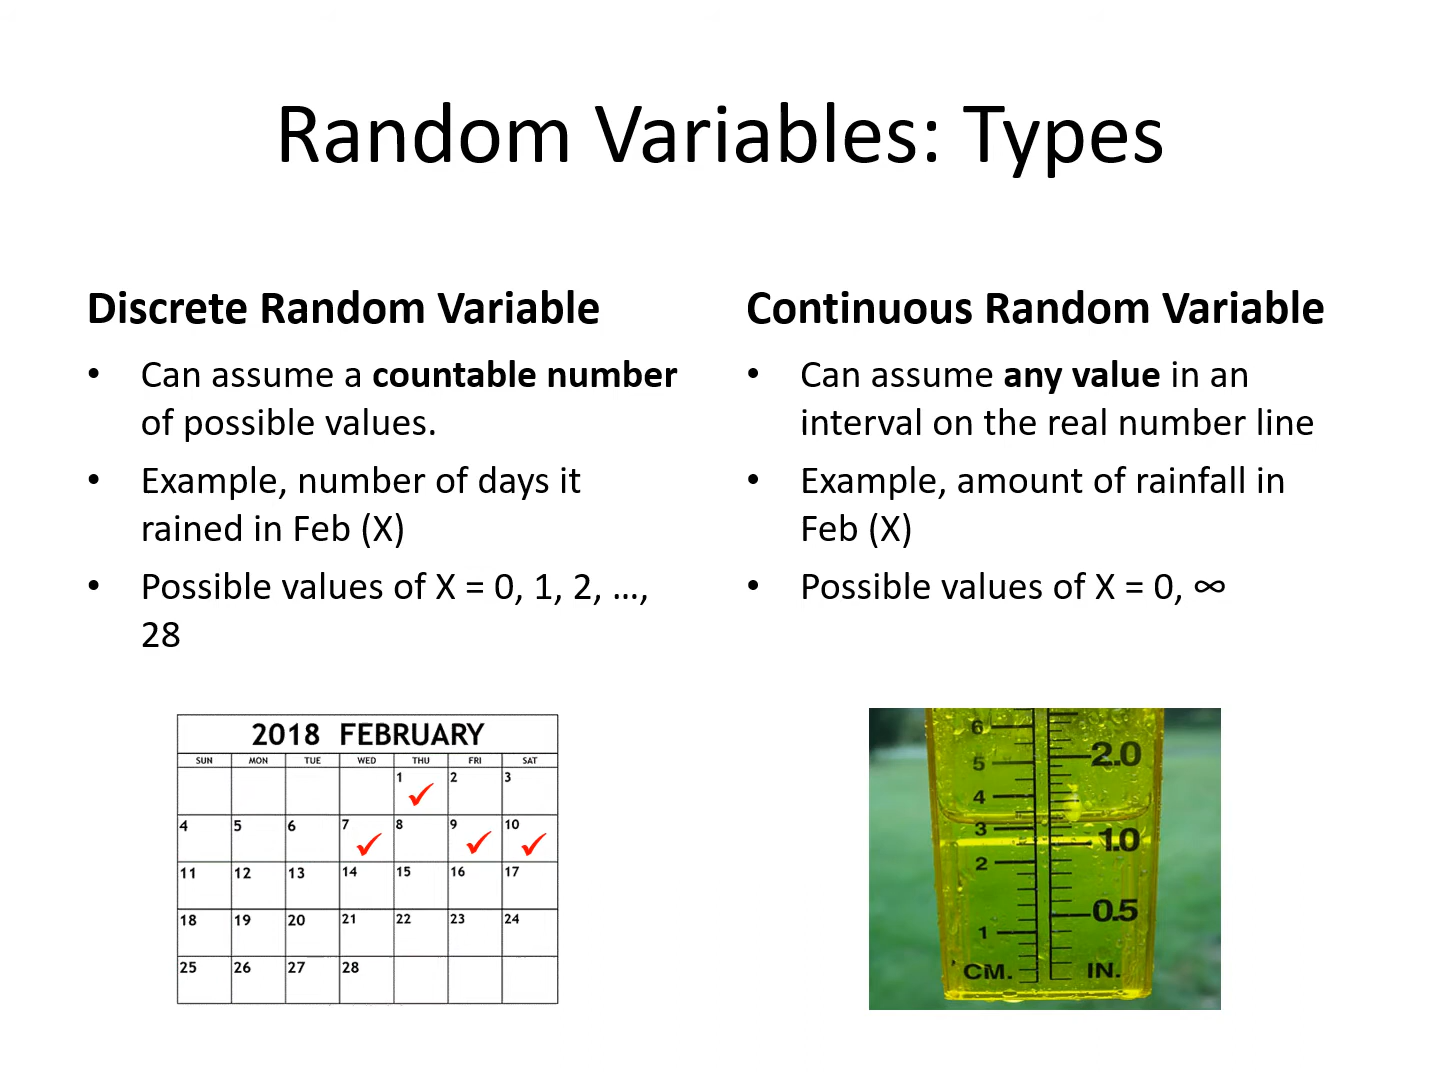 Random Variables: Types
Discrete Random Variable
• Can assume a countable number
of possible values.
• Example, number of days it
rained in Feb (X)
• Possible values of X = 0, 1, 2, …,
28
Continuous Random Variable
• Can assume any value in an
interval on the real number line
• Example, amount of rainfall in
Feb (X)
• Possible values of X = 0, ∞
2018 FEBRUARY
SUN MON TUE WED THU FRI SAT
1 2 3
4 5 6 7 8 9 10
11 12 13 14 15 16 17
18 19 20 21 22 23 24
25 26 27 28
6
5 2.0
4
3 1.0
2
1 0.5
CM. IN.